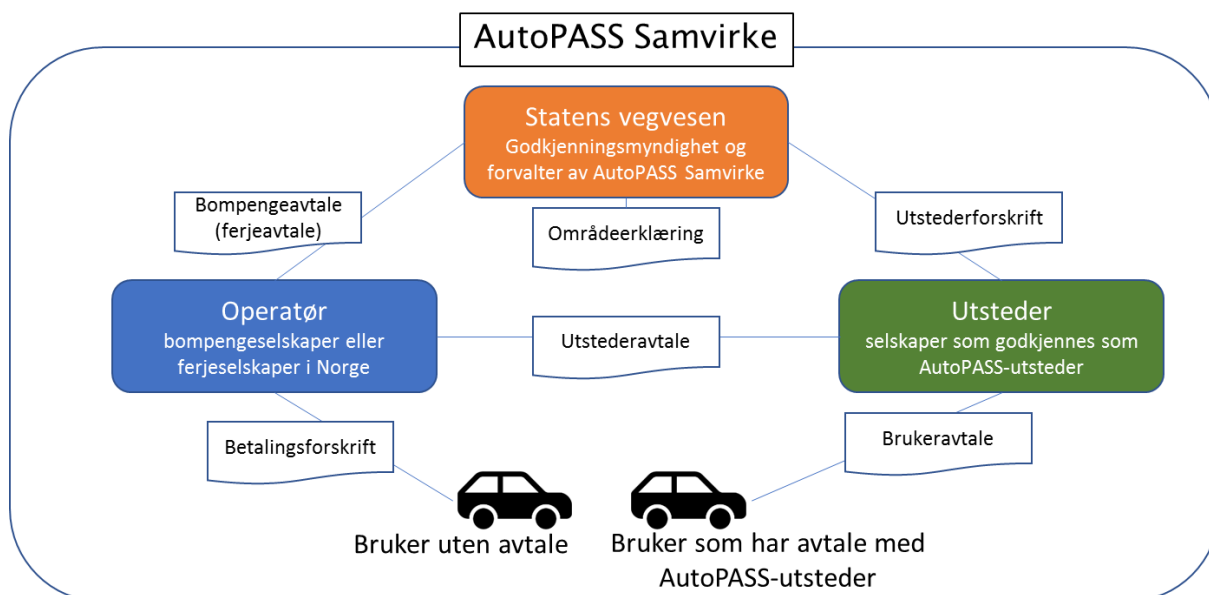 AutoPASS Samvirke
Statens vegvesen
Godkjenningsmyndighet og
forvalter av AutoPASS Samvirke
Bompengeavtale
(ferjeavtale)
Områdeerklæring
Utstederforskrift
Operatør
bompengeselskaper eller
ferjeselskaper i Norge
Utstederavtale
Utsteder
selskaper som godkjennes som
AutoPASS-utsteder
Betalingsforskrift
Brukeravtale
Bruker uten avtale
Bruker som har avtale med
AutoPASS-utsteder